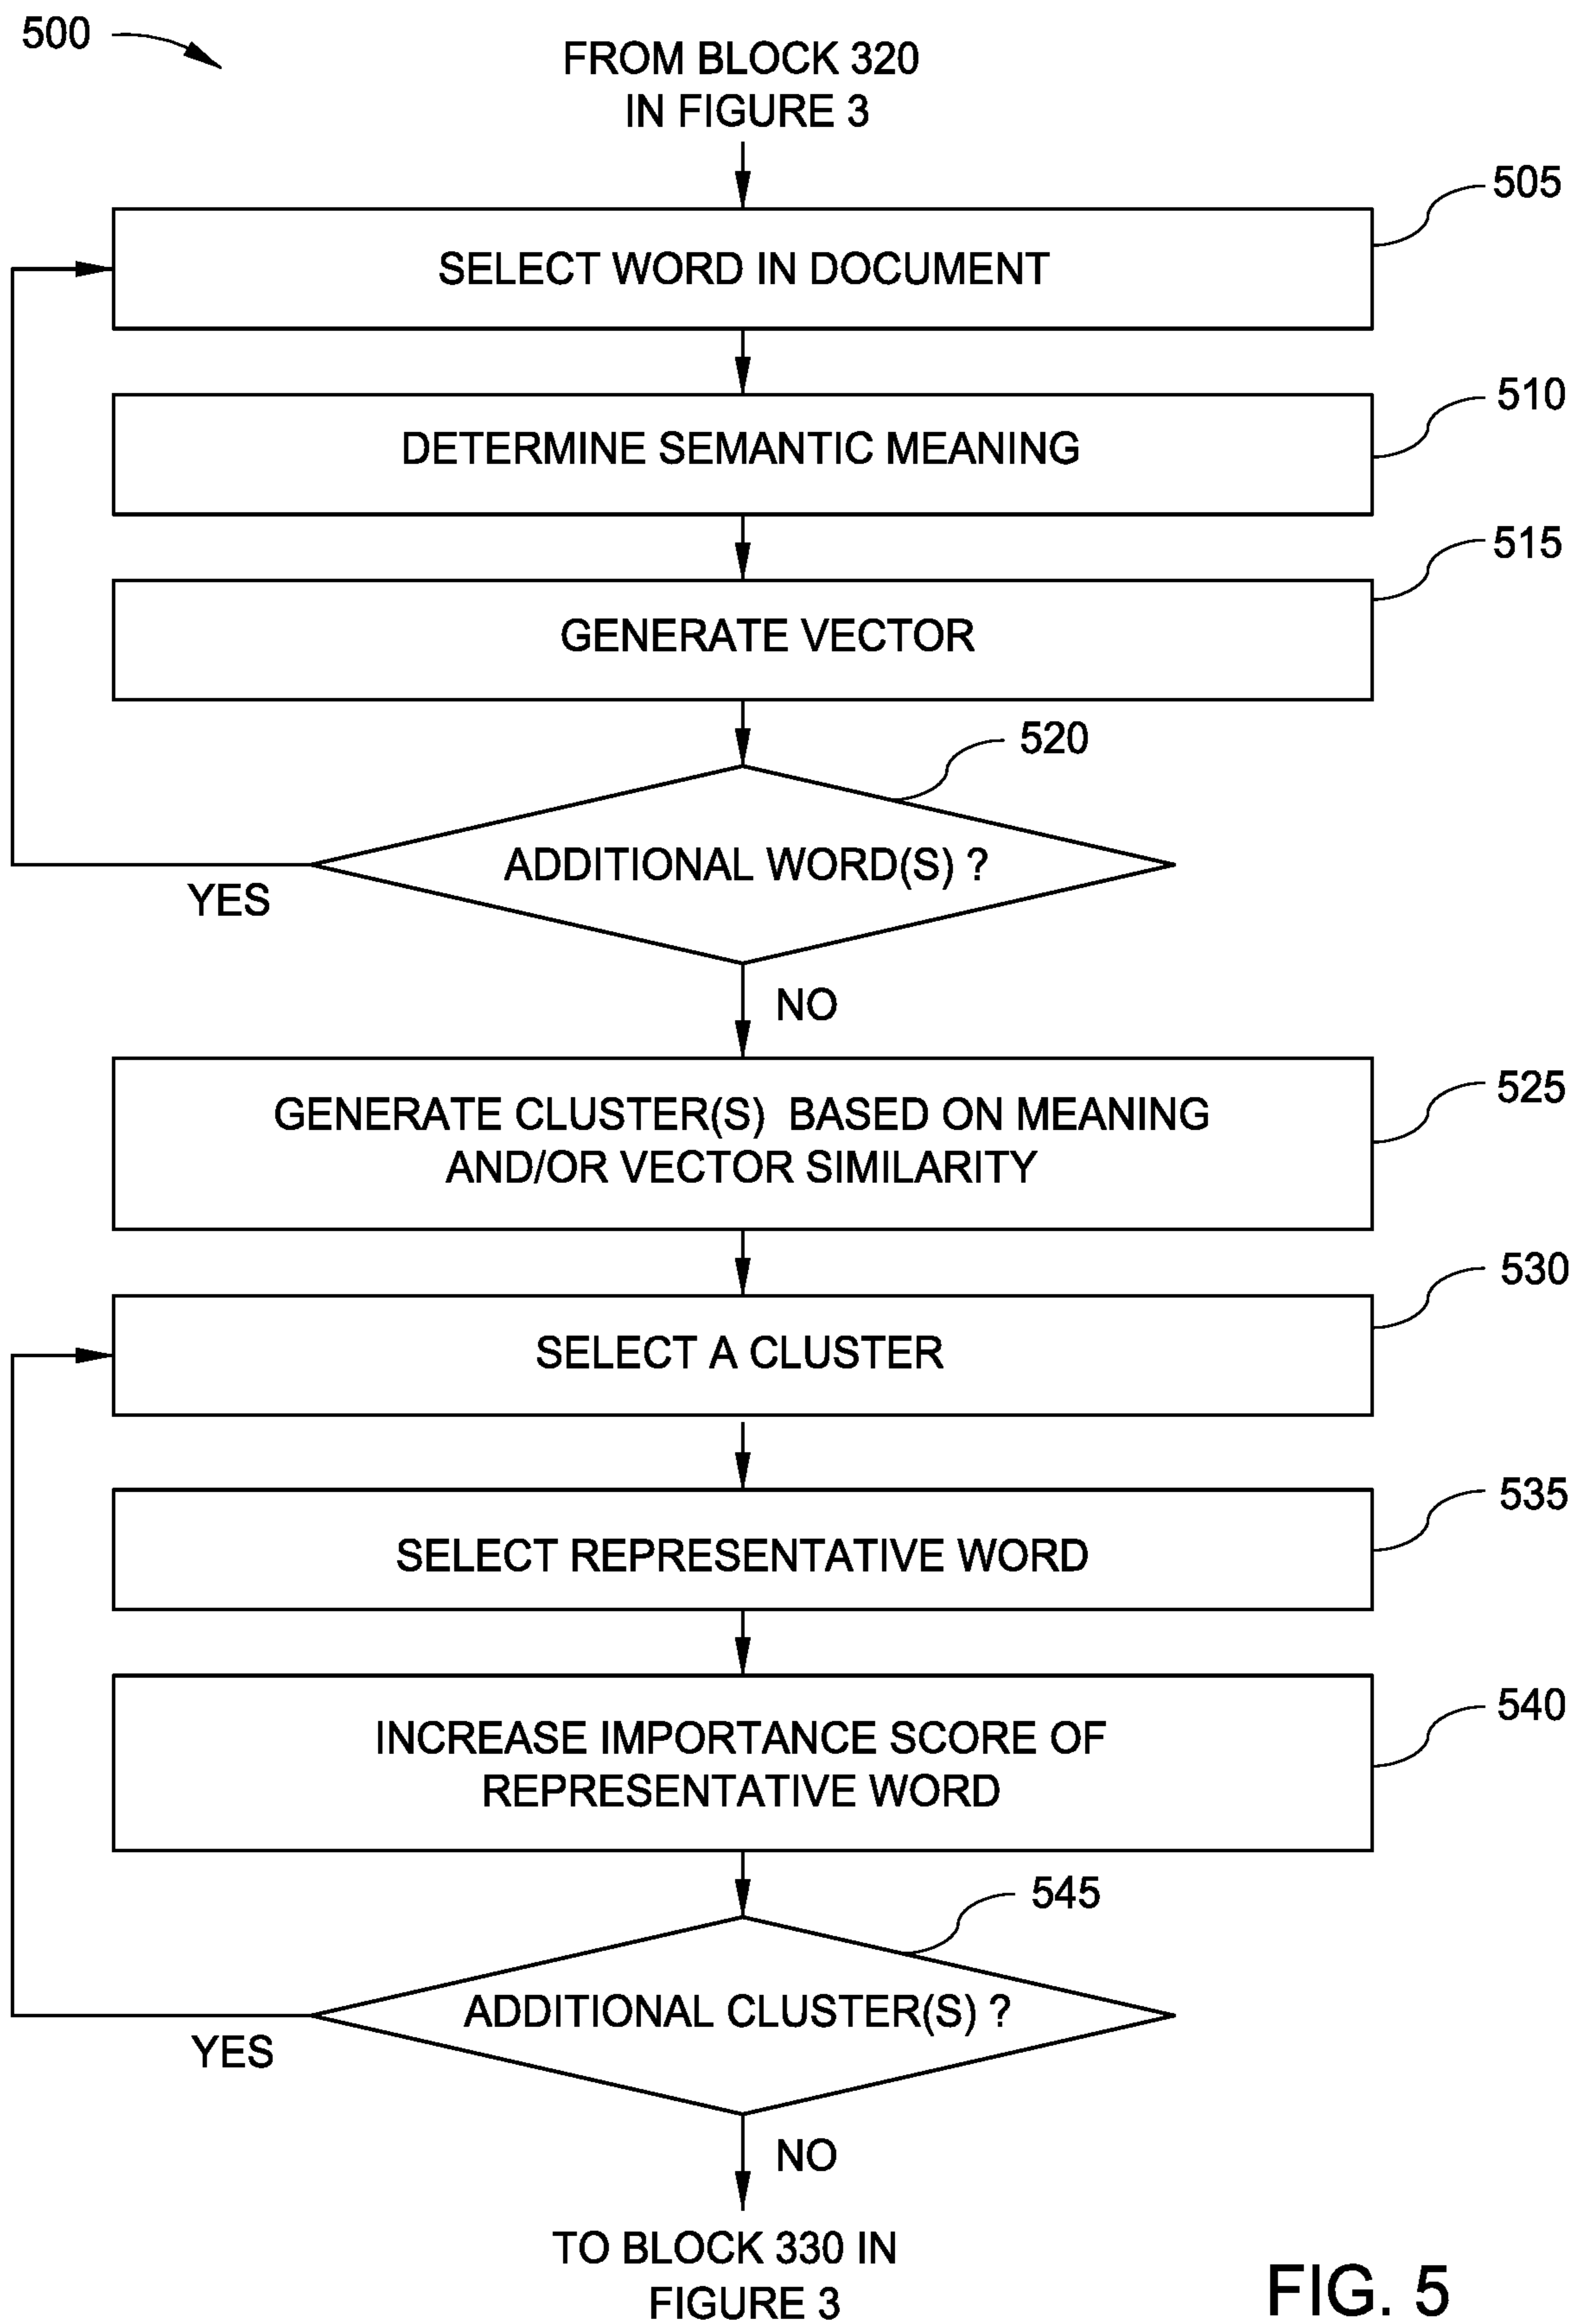 500
FROM BLOCK 320
IN FIGURE 3
505
SELECT WORD IN DOCUMENT
510
DETERMINE SEMANTIC MEANING
515
GENERATE VECTOR
520
ADDITIONAL WORD(S) ?
YES
NO
525
GENERATE CLUSTER(S) BASED ON MEANING
AND/OR VECTOR SIMILARITY
530
SELECT A CLUSTER
535
SELECT REPRESENTATIVE WORD
540
INCREASE IMPORTANCE SCORE OF
REPRESENTATIVE WORD
545
ADDITIONAL CLUSTER(S) ?
YES
NO
TO BLOCK 330 IN
FIGURE 3
FIG. 5